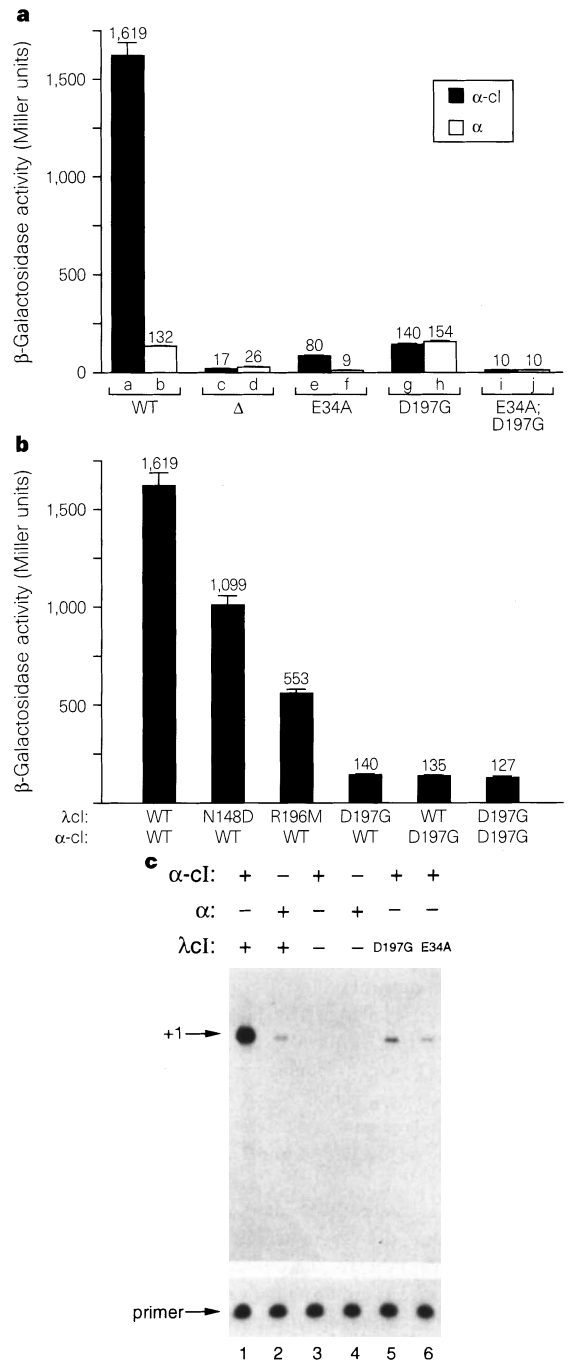 a
β-Galactosidase activity (Miller units)
1,500
1,000
500
0
1,619
132
17
26
80
9
140
154
10
10
α-cI
α
a b c d e f g h i j
WT Δ E34A D197G E34A;
D197G
b
β-Galactosidase activity (Miller units)
1,500
1,000
500
1,619
1,099
553
140
135
127
λcI: WT N148D R196M D197G WT D197G
α-cI: WT WT WT WT D197G D197G
c
α-cI: + – + – + +
α: – + – + – –
λcI: + + – – D197G E34A
+1
primer
1 2 3 4 5 6